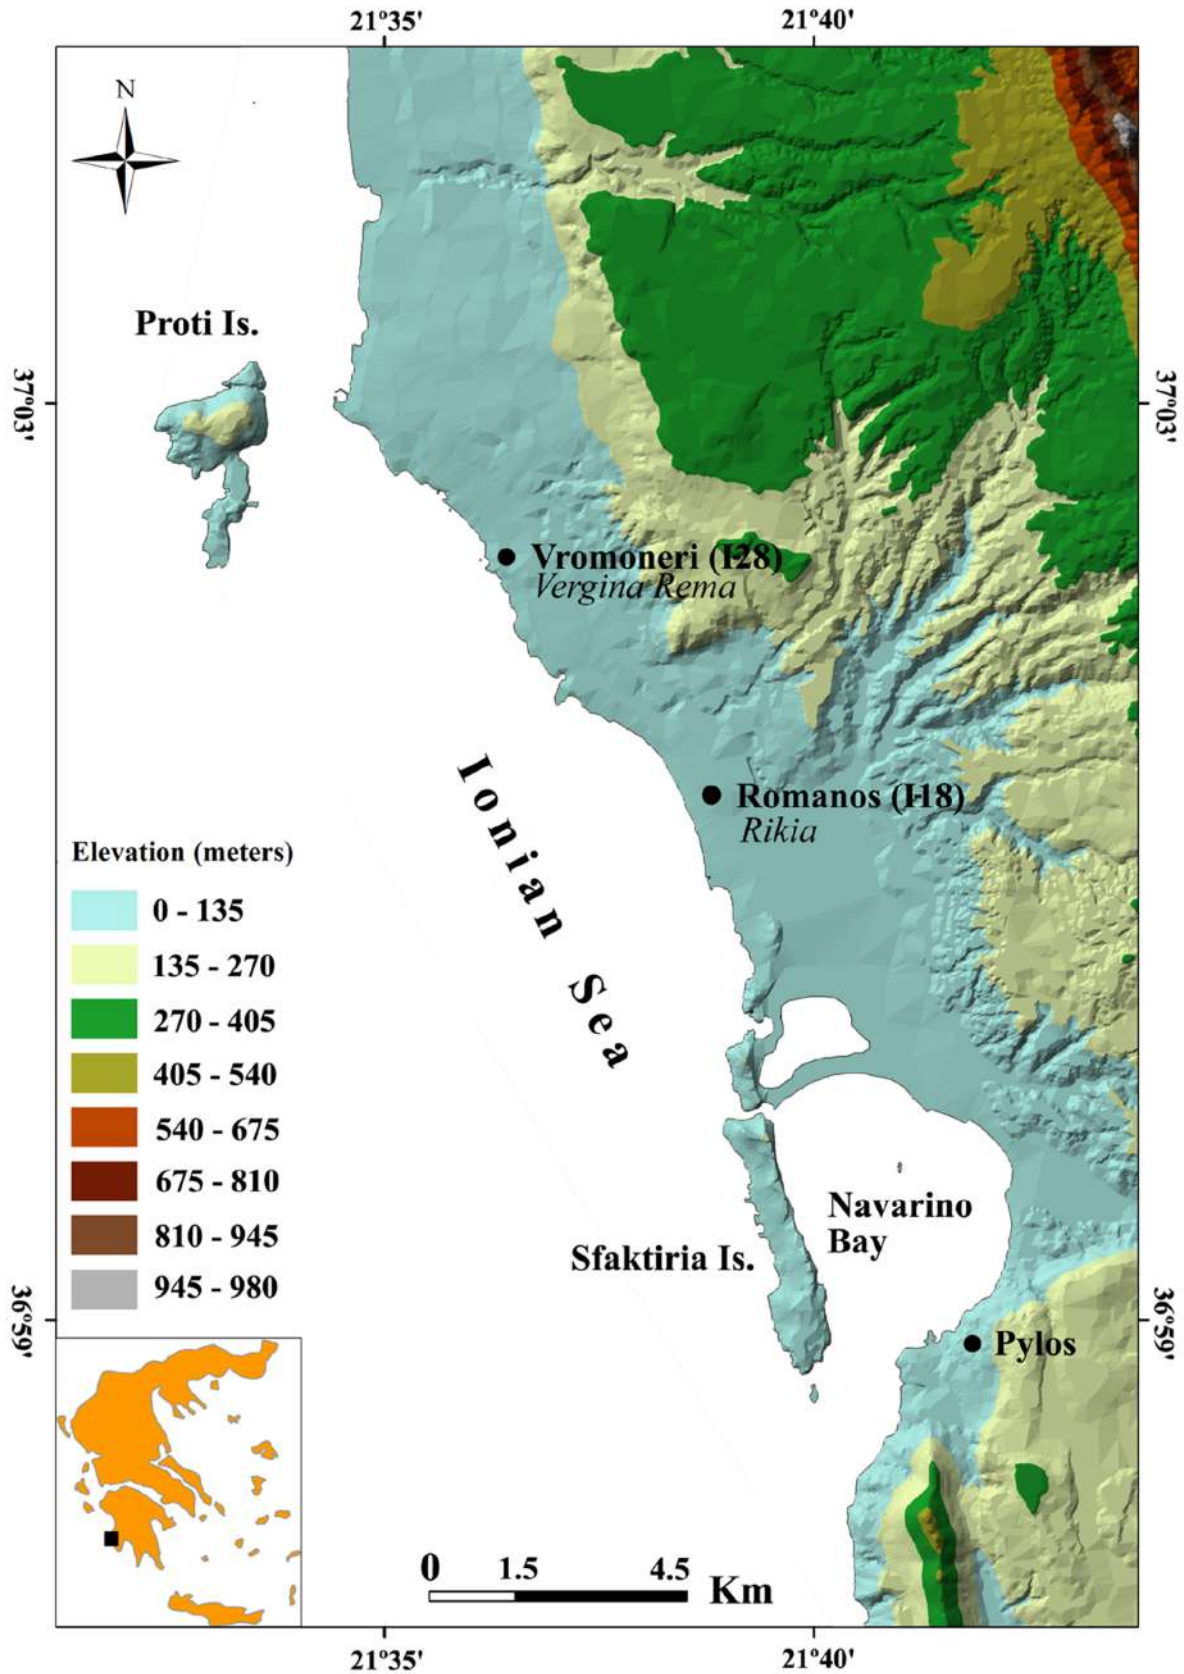 21°35'
21°40'
N
Proti Is.
37°03'
37°03'
Vromoneri (I28)
Vergina Rema
Ionian Sea
Romanos (I-18)
Rikia
Elevation (meters)
0 - 135
135 - 270
270 - 405
405 - 540
540 - 675
675 - 810
810 - 945
945 - 980
Navarino
Bay
Sfaktiria Is.
36°59'
36°59'
Pylos
0 1.5 4.5 Km
21°35'
21°40'